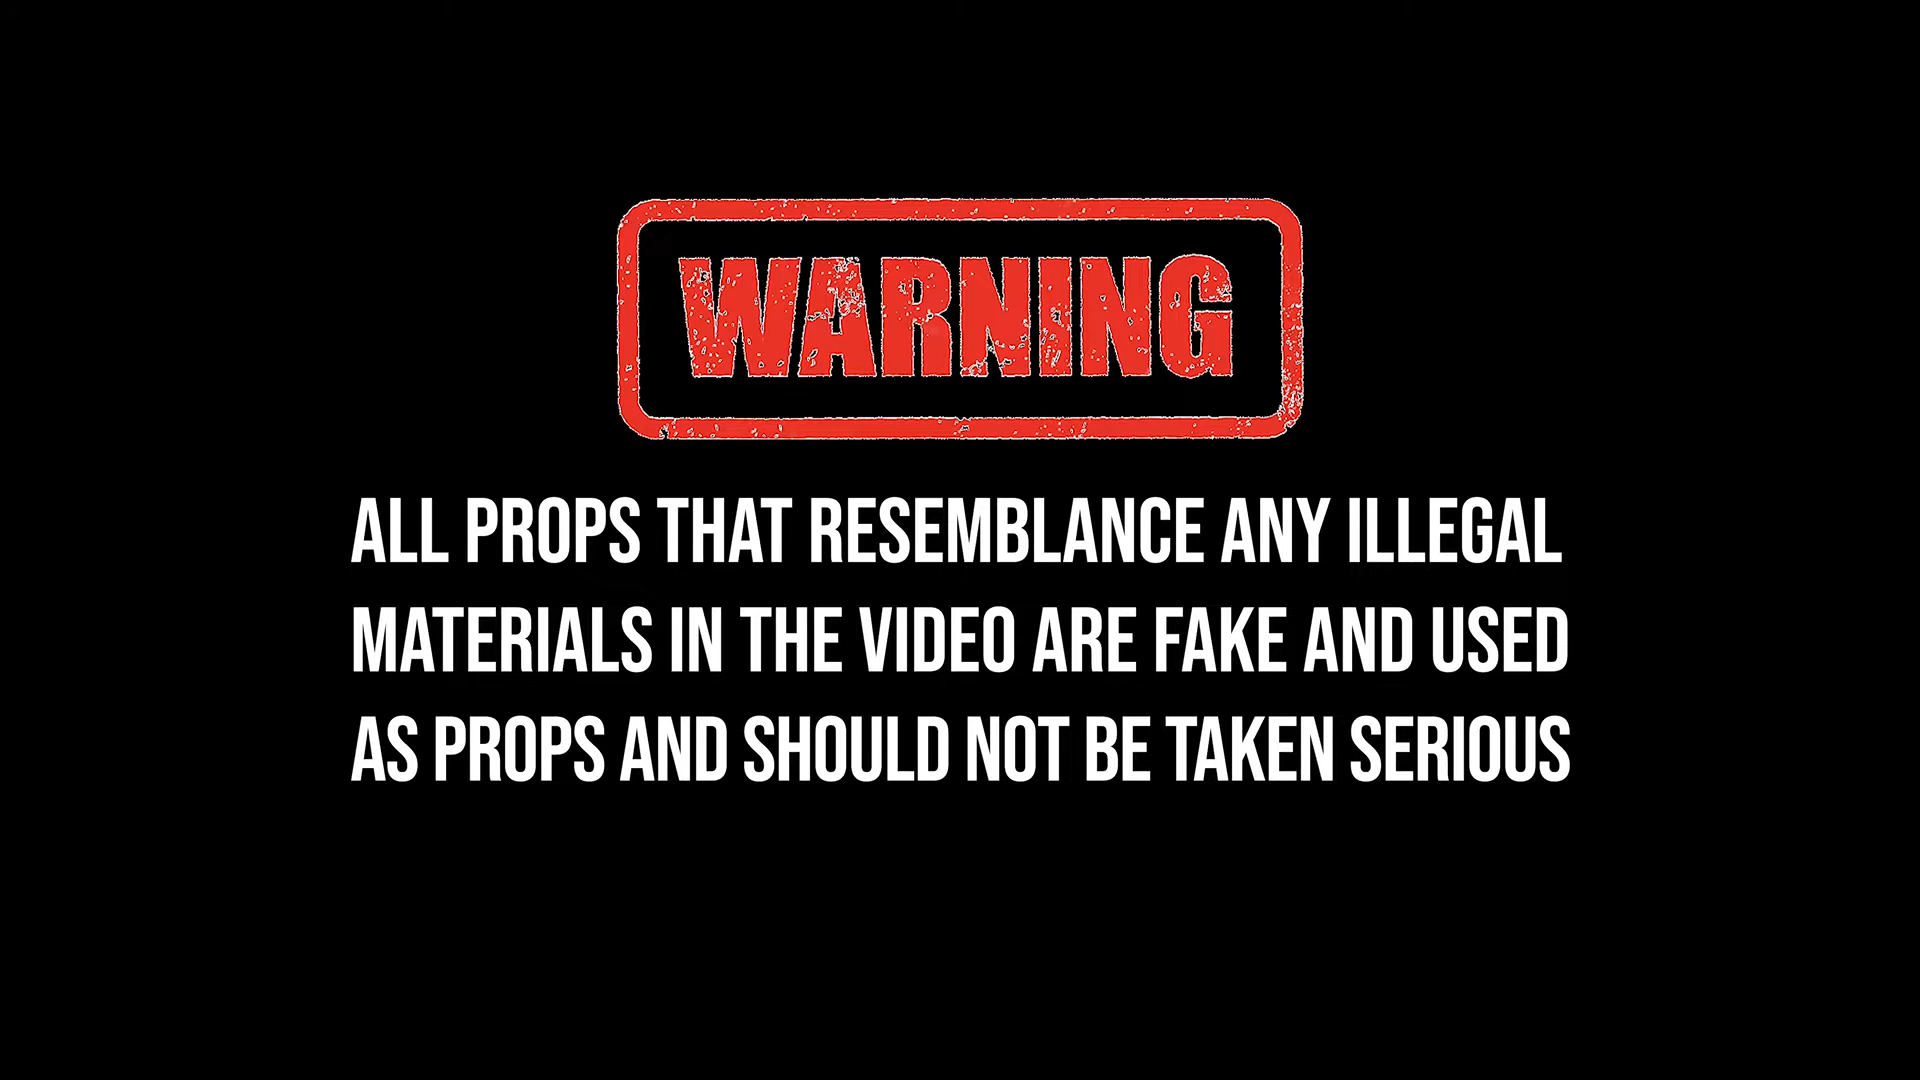 WARNING
ALL PROPS THAT RESEMBLANCE ANY ILLEGAL
MATERIALS IN THE VIDEO ARE FAKE AND USED
AS PROPS AND SHOULD NOT BE TAKEN SERIOUS